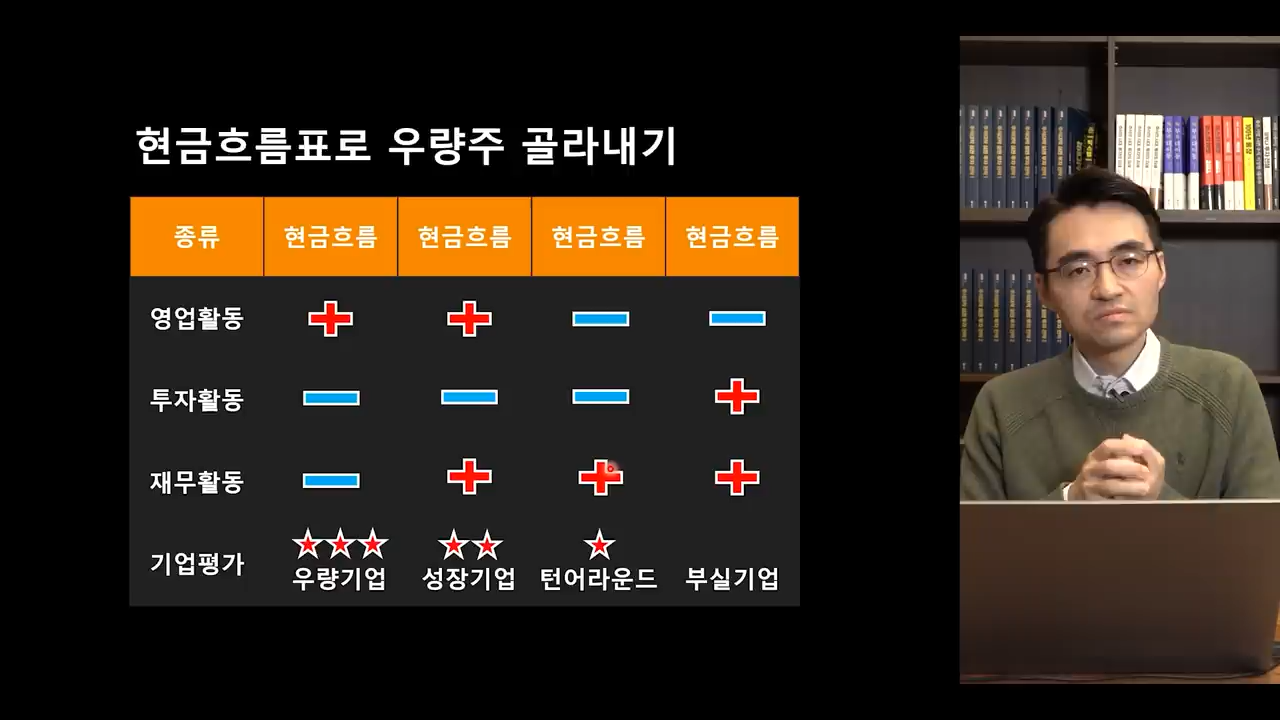 현금흐름표로 우량주 골라내기
종류 현금흐름 현금흐름 현금흐름 현금흐름
영업활동
투자활동
재무활동
기업평가 우량기업 성장기업 턴어라운드 부실기업